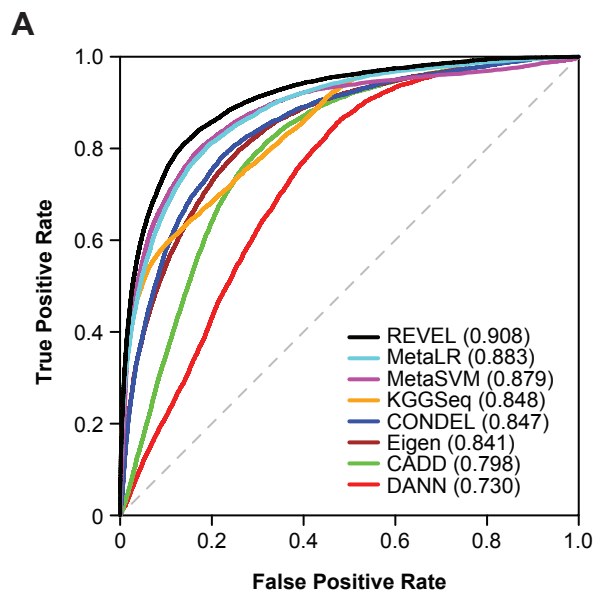 A
1.0
0.8
0.6
0.4
0.2
0
True Positive Rate
REVEL (0.908)
MetaLR (0.883)
MetaSVM (0.879)
KGGSeq (0.848)
CONDEL (0.847)
Eigen (0.841)
CADD (0.798)
DANN (0.730)
0 0.2 0.4 0.6 0.8 1.0
False Positive Rate